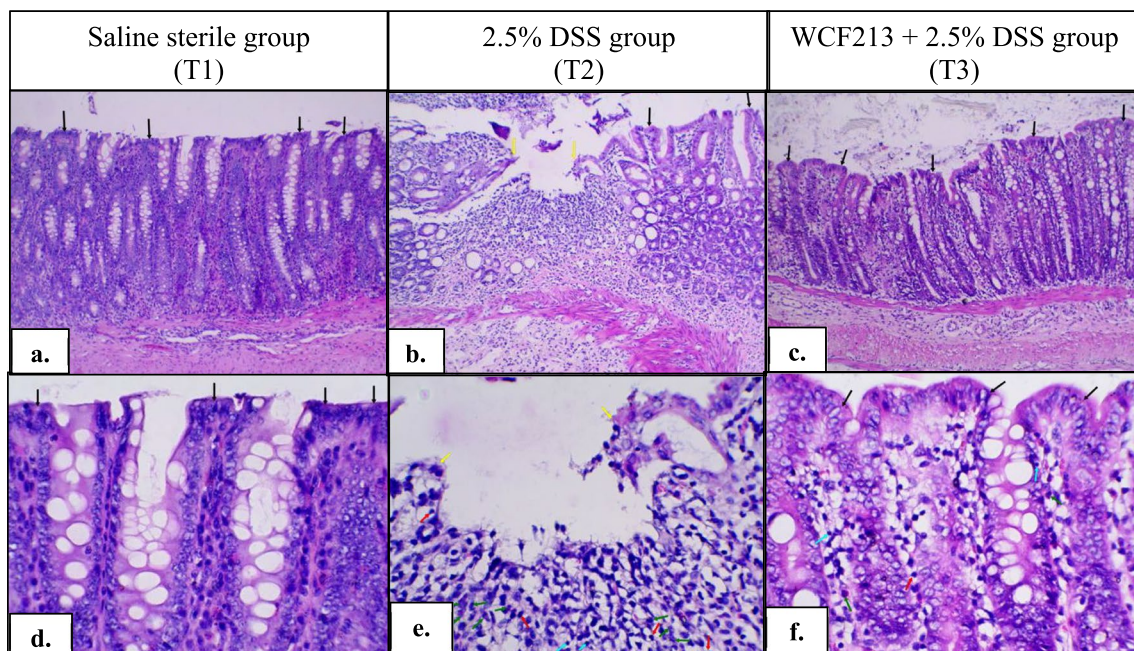 Saline sterile group
(T1)
2.5% DSS group
(T2)
WCF213 + 2.5% DSS group
(T3)
a.
b.
c.
d.
e.
f.